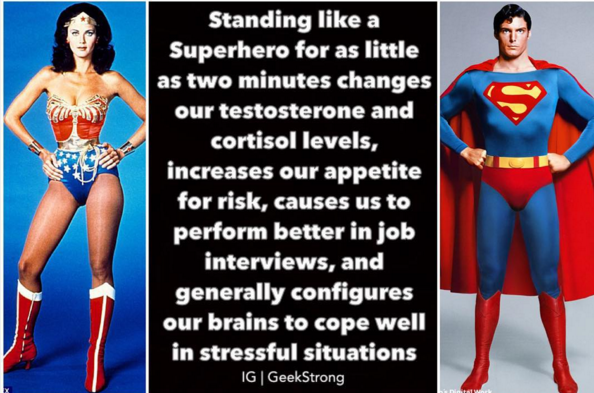 Standing like a
Superhero for as little
as two minutes changes
our testosterone and
cortisol levels,
increases our appetite
for risk, causes us to
perform better in job
interviews, and
generally configures
our brains to cope well
in stressful situations
IG | GeekStrong
S
x
a Digital Work